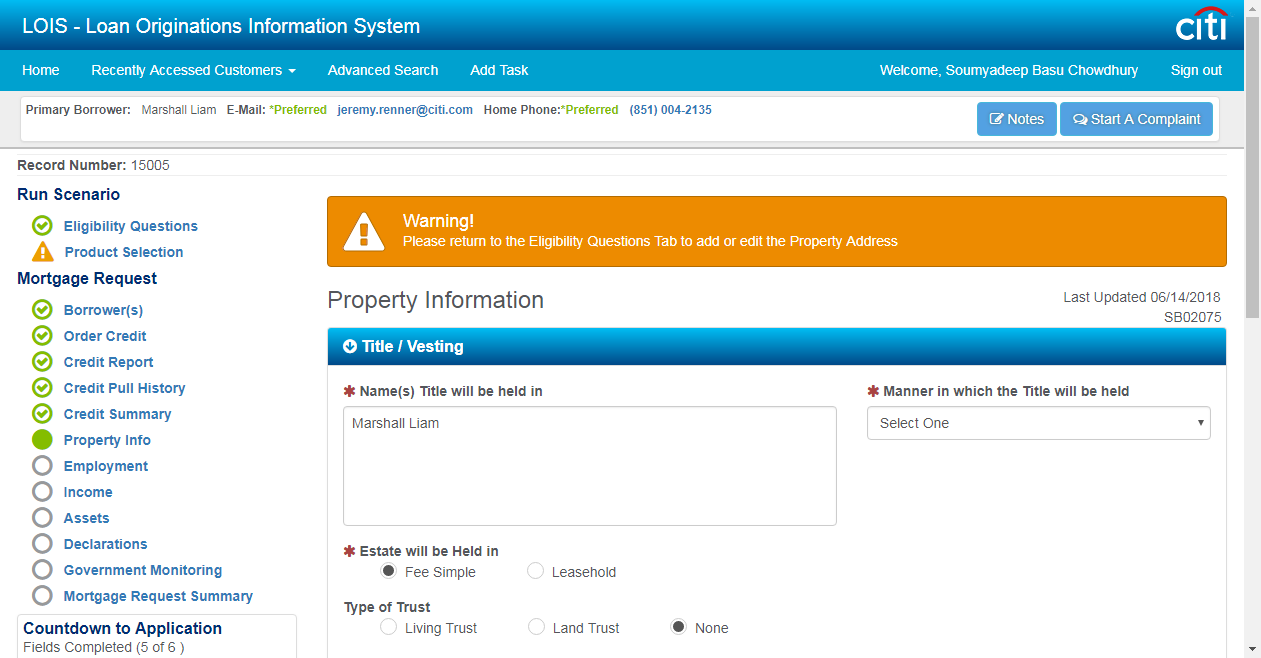 LOIS - Loan Originations Information System
citi
Home Recently Accessed Customers Advanced Search Add Task Welcome, Soumyadeep Basu Chowdhury Sign out
Primary Borrower: Marshall Liam E-Mail: *Preferred jeremy.renner@citi.com Home Phone:*Preferred (851) 004-2135
Notes Start A Complaint
Record Number: 15005
Run Scenario
Eligibility Questions
Product Selection
Mortgage Request
Borrower(s)
Order Credit
Credit Report
Credit Pull History
Credit Summary
Property Info
Employment
Income
Assets
Declarations
Government Monitoring
Mortgage Request Summary
Countdown to Application
Fields Completed (5 of 6 )
Warning!
Please return to the Eligibility Questions Tab to add or edit the Property Address
Property Information
Last Updated 06/14/2018
SB02075
Title / Vesting
✱ Name(s) Title will be held in
Marshall Liam
✱ Manner in which the Title will be held
Select One
✱ Estate will be Held in
Fee Simple Leasehold
Type of Trust
Living Trust Land Trust None